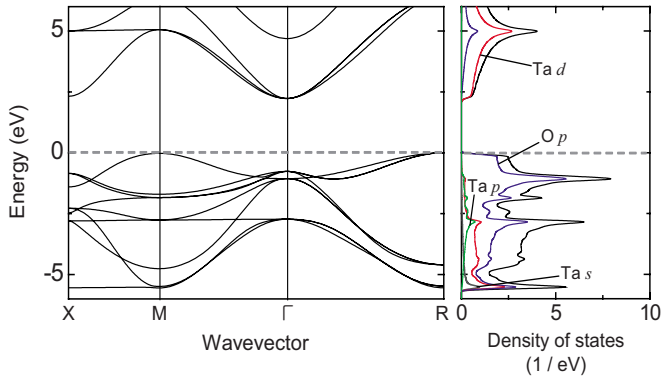 Energy (eV)
5
0
-5
X
M
Γ
R
Wavevector
Ta d
O p
Ta p
Ta s
0
5
10
Density of states
(1 / eV)